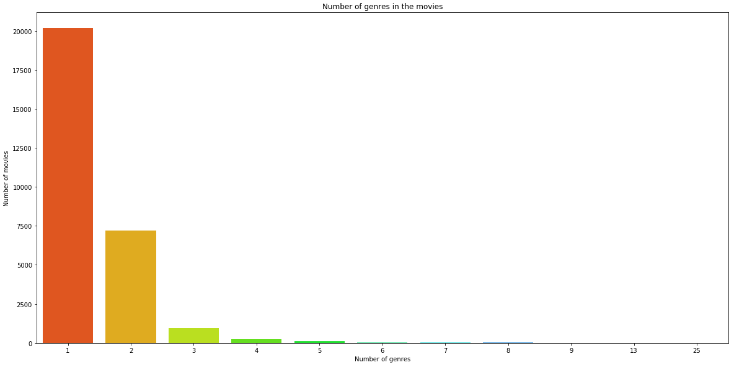 Number of genres in the movies
Number of movies
20000
17500
15000
12500
10000
7500
5000
2500
0
1 2 3 4 5 6 7 8 9 13 25
Number of genres